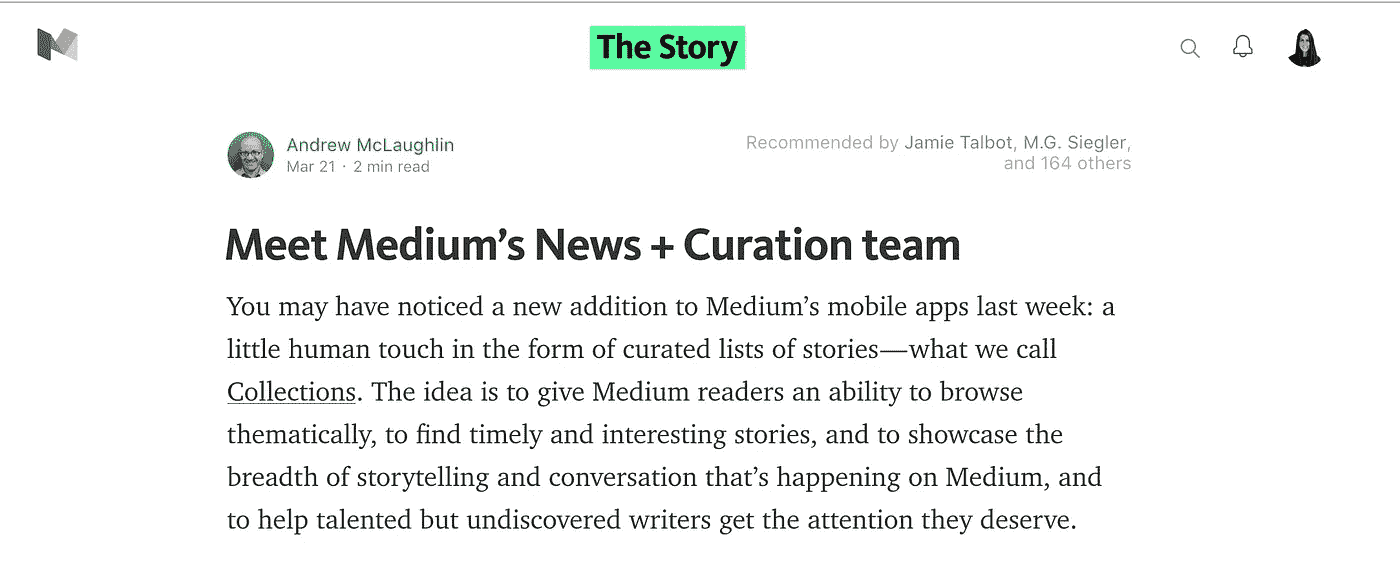 The Story
Andrew McLaughlin
Mar 21 · 2 min read
Recommended by Jamie Talbot, M.G. Siegler,
and 164 others
Meet Medium’s News + Curation team
You may have noticed a new addition to Medium’s mobile apps last week: a
little human touch in the form of curated lists of stories—what we call
Collections. The idea is to give Medium readers an ability to browse
thematically, to find timely and interesting stories, and to showcase the
breadth of storytelling and conversation that’s happening on Medium, and
to help talented but undiscovered writers get the attention they deserve.